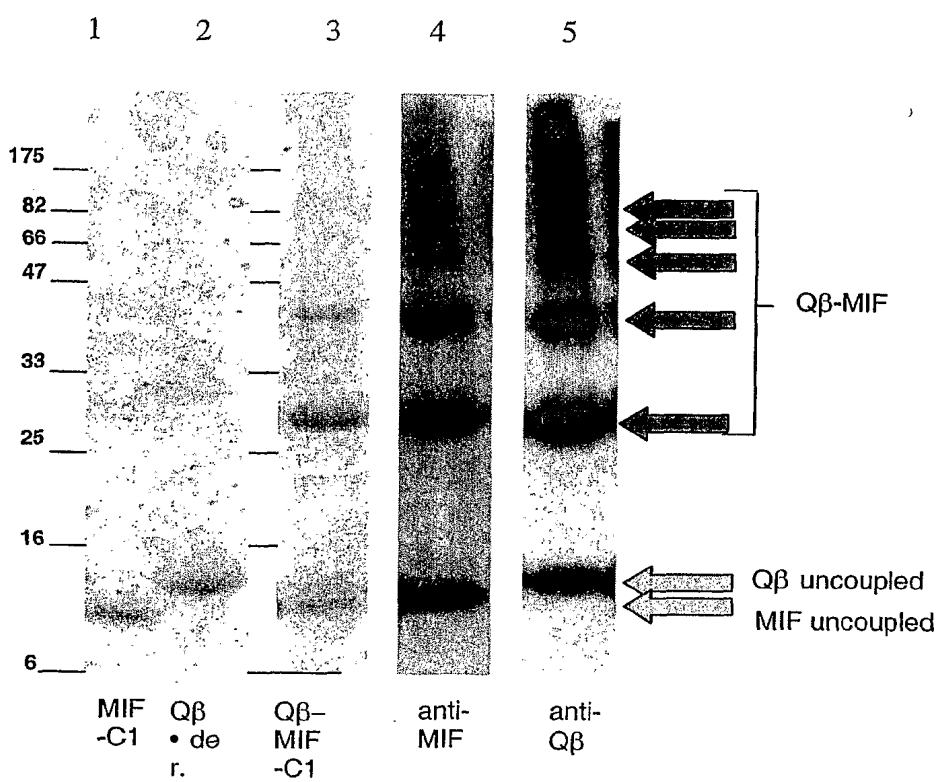 1 2 3 4 5
175
82
66
47
Qβ-MIF
33
25
16
Qβ uncoupled
MIF uncoupled
6
MIF
-C1
Qβ
• de
r.
Qβ–
MIF
-C1
anti-
MIF
anti-
Qβ